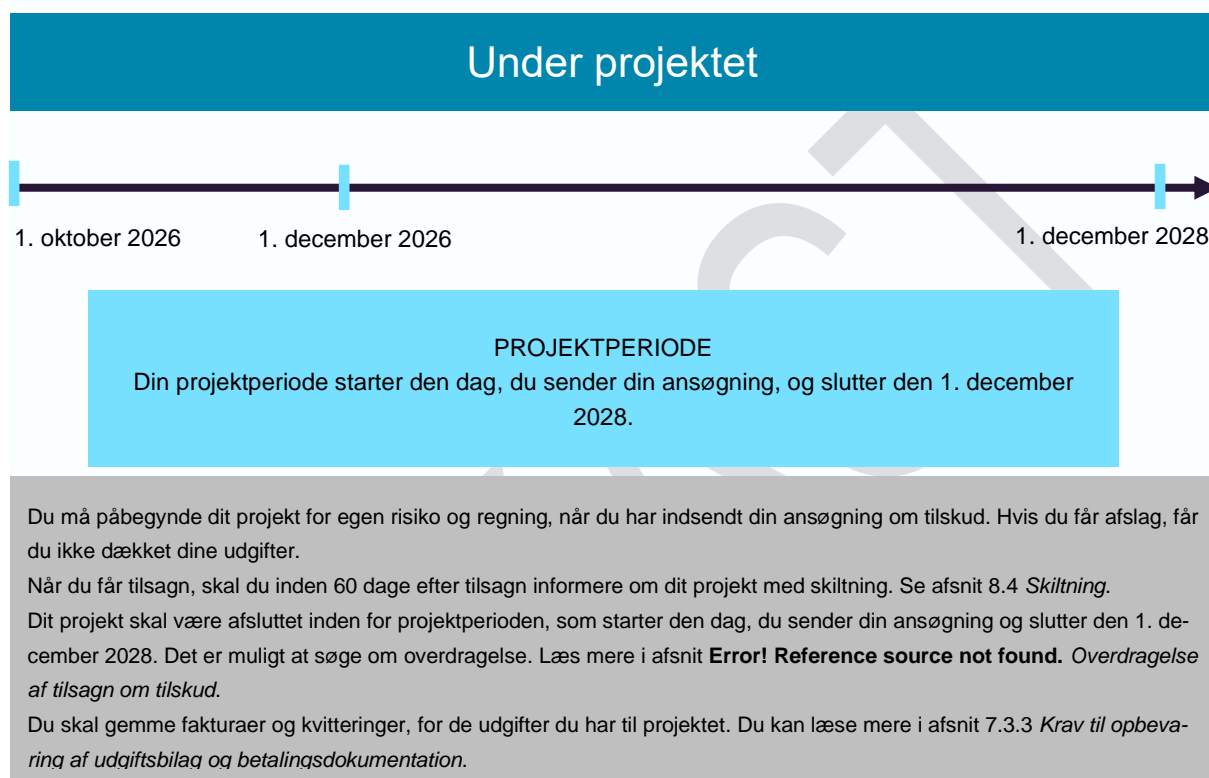 Under projektet
1. oktober 2026
1. december 2026
1. december 2028
PROJEKTPERIODE
Din projektperiode starter den dag, du sender din ansøgning, og slutter den 1. december
2028.
Du må påbegynde dit projekt for egen risiko og regning, når du har indsendt din ansøgning om tilskud. Hvis du får afslag, får
du ikke dækket dine udgifter.
Når du får tilsagn, skal du inden 60 dage efter tilsagn informere om dit projekt med skiltning. Se afsnit 8.4 Skiltning.
Dit projekt skal være afsluttet inden for projektperioden, som starter den dag, du sender din ansøgning og slutter den 1. de-
cember 2028. Det er muligt at søge om overdragelse. Læs mere i afsnit Error! Reference source not found. Overdragelse
af tilsagn om tilskud.
Du skal gemme fakturaer og kvitteringer, for de udgifter du har til projektet. Du kan læse mere i afsnit 7.3.3 Krav til opbeva-
ring af udgiftsbilag og betalingsdokumentation.